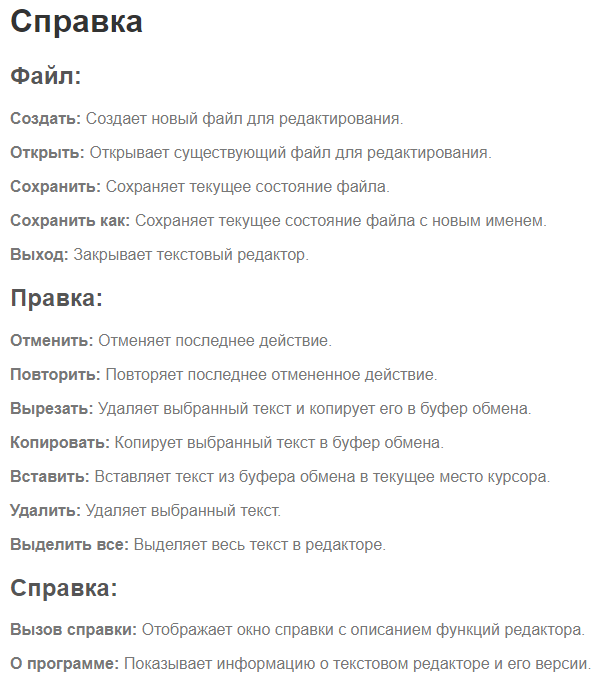 Справка
Файл:
Создать: Создает новый файл для редактирования.
Открыть: Открывает существующий файл для редактирования.
Сохранить: Сохраняет текущее состояние файла.
Сохранить как: Сохраняет текущее состояние файла с новым именем.
Выход: Закрывает текстовый редактор.
Правка:
Отменить: Отменяет последнее действие.
Повторить: Повторяет последнее отмененное действие.
Вырезать: Удаляет выбранный текст и копирует его в буфер обмена.
Копировать: Копирует выбранный текст в буфер обмена.
Вставить: Вставляет текст из буфера обмена в текущее место курсора.
Удалить: Удаляет выбранный текст.
Выделить все: Выделяет весь текст в редакторе.
Справка:
Вызов справки: Отображает окно справки с описанием функций редактора.
О программе: Показывает информацию о текстовом редакторе и его версии.